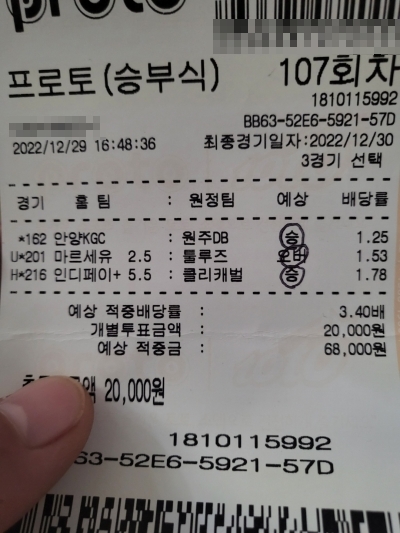 proto
프로토(승부식) 107회차
1810115992
BB63-52E6-5921-57D
2022/12/29 16:48:36 최종경기일자:2022/12/30
3경기 선택
경기 홈 팀 : 원정팀 예상 배당률
*162 안양KGC : 원주DB 승 1.25
U*201 마르세유 2.5 : 툴루즈 오버 1.53
H*216 인디페이+ 5.5 : 클리캐벌 승 1.78
예상 적중배당률 : 3.40배
개별투표금액 : 20,000원
예상 적중금 : 68,000원
액 20,000원
1810115992
63-52E6-5921-57D